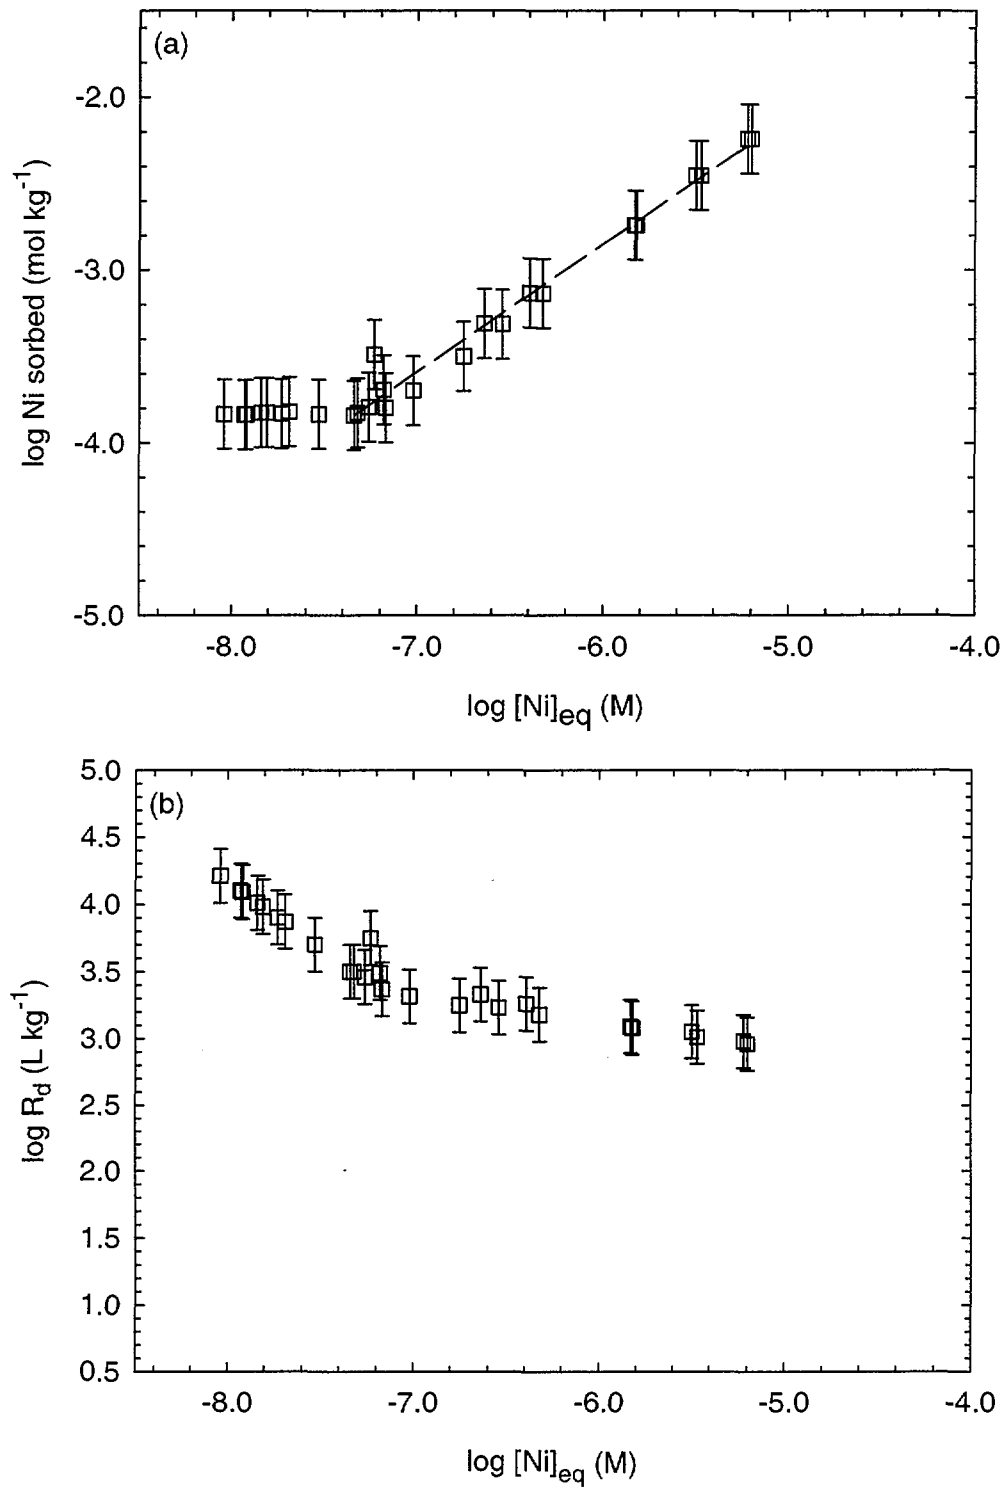 (a)
-2.0
-3.0
-4.0
-5.0
log Ni sorbed (mol kg-1)
-8.0 -7.0 -6.0 -5.0 -4.0
log [Ni]eq (M)
(b)
5.0
4.5
4.0
3.5
3.0
2.5
2.0
1.5
1.0
0.5
log Rd (L kg-1)
-8.0 -7.0 -6.0 -5.0 -4.0
log [Ni]eq (M)